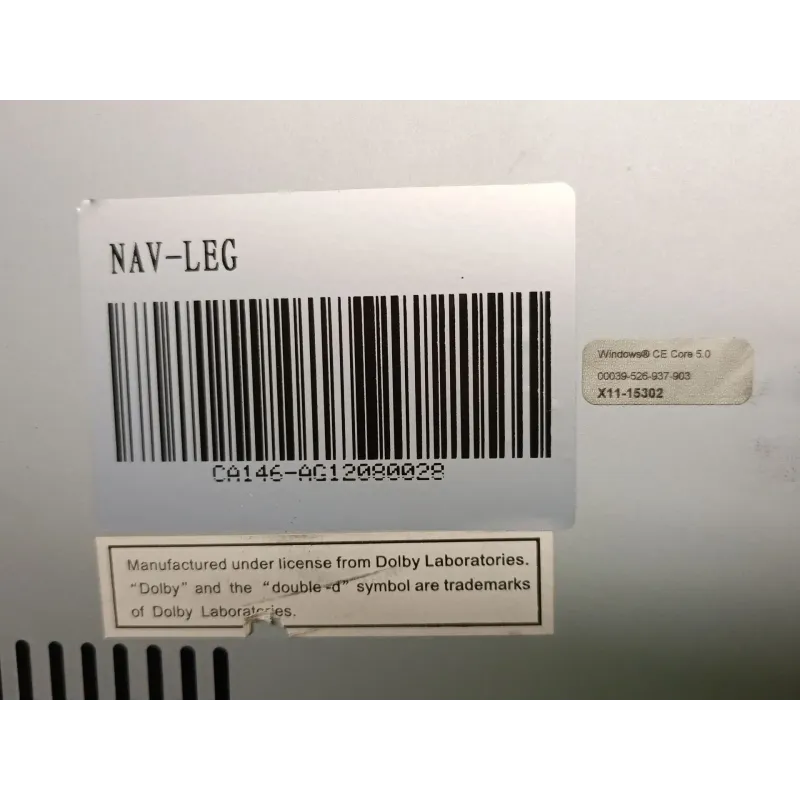 NAV-LEG
CA146-AG12080028
Windows® CE Core 5.0
00039-526-937-903
X11-15302
Manufactured under license from Dolby Laboratories.
"Dolby" and the "double-d" symbol are trademarks
of Dolby Laboratories.